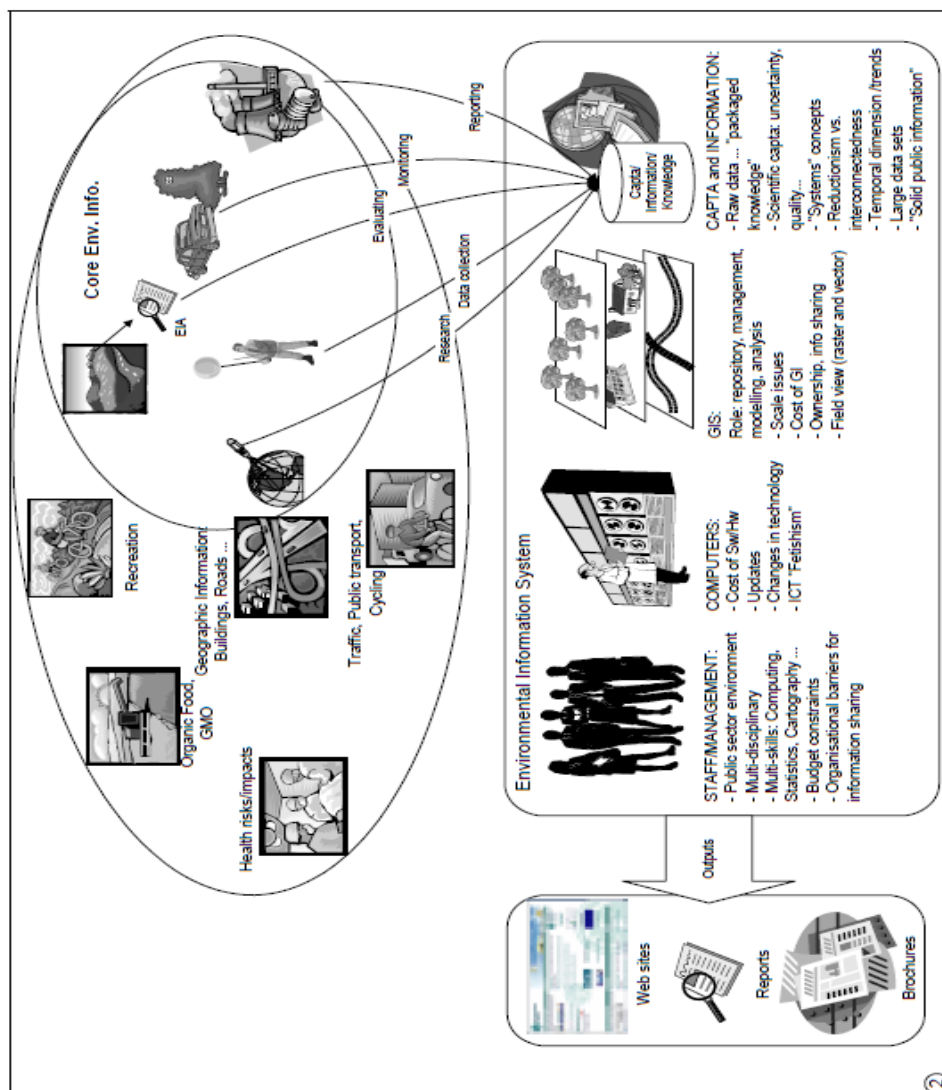 Core Env. Info.
EIA
Recreation
Organic Food,
GMO
Geographic Information:
Buildings, Roads ...
Traffic, Public transport,
Cycling
Health risks/impacts
Research
Data collection
Evaluating
Monitoring
Reporting
Environmental Information System
STAFF/MANAGEMENT:
- Public sector environment
- Multi-disciplinary
- Multi-skills: Computing,
Statistics, Cartography ...
- Budget constraints
- Organisational barriers for
information sharing
COMPUTERS:
- Cost of Sw/Hw
- Updates
- Changes in technology
- ICT "Fetishism"
GIS:
Role: repository, management,
modelling, analysis
- Scale issues
- Cost of GI
- Ownership, info sharing
- Field view (raster and vector)
Capta/
Information/
Knowledge
CAPTA and INFORMATION:
- Raw data ... "packaged
knowledge"
- Scientific capta: uncertainty,
quality...
- "Systems" concepts
- Reductionism vs.
interconnectedness
- Temporal dimension /trends
- Large data sets
- "Solid public information"
Outputs
Web sites
Reports
Brochures